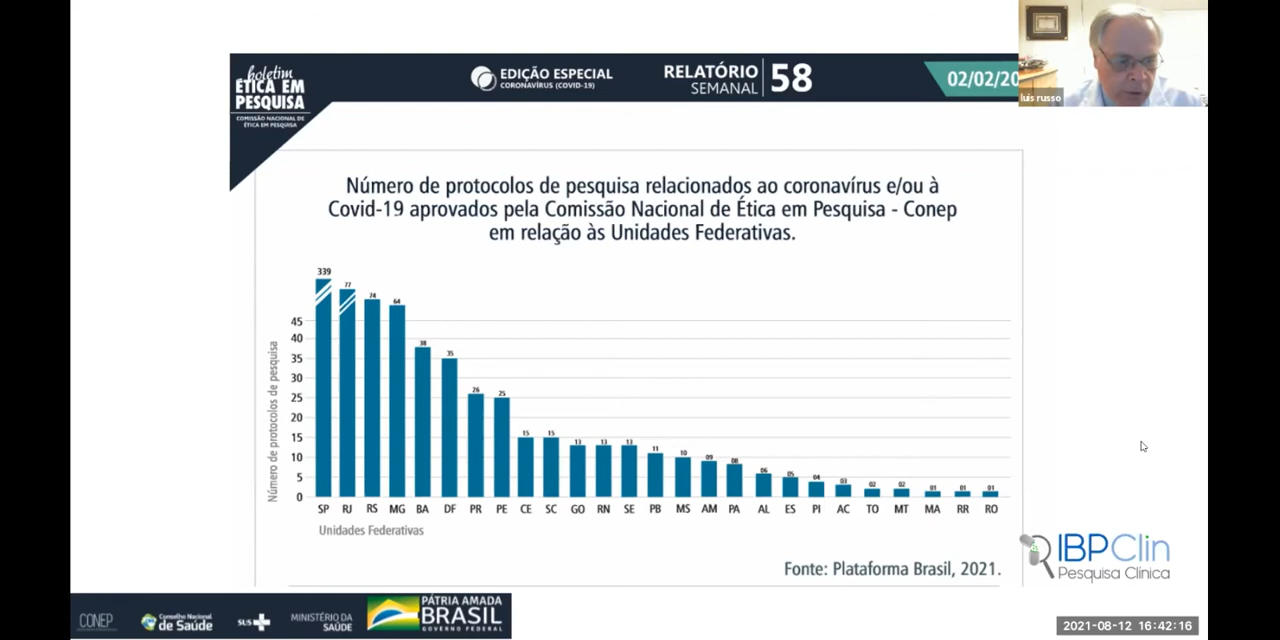 boletim
ÉTICA EM
PESQUISA
COMISSÃO NACIONAL DE
ÉTICA EM PESQUISA
EDIÇÃO ESPECIAL
CORONAVÍRUS (COVID-19)
RELATÓRIO
SEMANAL
58
02/02/20
luis russo
Número de protocolos de pesquisa relacionados ao coronavírus e/ou à
Covid-19 aprovados pela Comissão Nacional de Ética em Pesquisa - Conep
em relação às Unidades Federativas.
Número de protocolos de pesquisa
45
40
35
30
25
20
15
10
5
0
339 77 74 64 38 35 26 25 15 15 13 13 13 11 10 09 08 06 05 04 03 02 02 01 01 01
SP RJ RS MG BA DF PR PE CE SC GO RN SE PB MS AM PA AL ES PI AC TO MT MA RR RO
Unidades Federativas
Fonte: Plataforma Brasil, 2021.
IBPClin
Pesquisa Clínica
CONEP
Conselho Nacional
de Saúde
SUS
MINISTÉRIO DA
SAÚDE
PÁTRIA AMADA
BRASIL
GOVERNO FEDERAL
2021-08-12 16:42:16